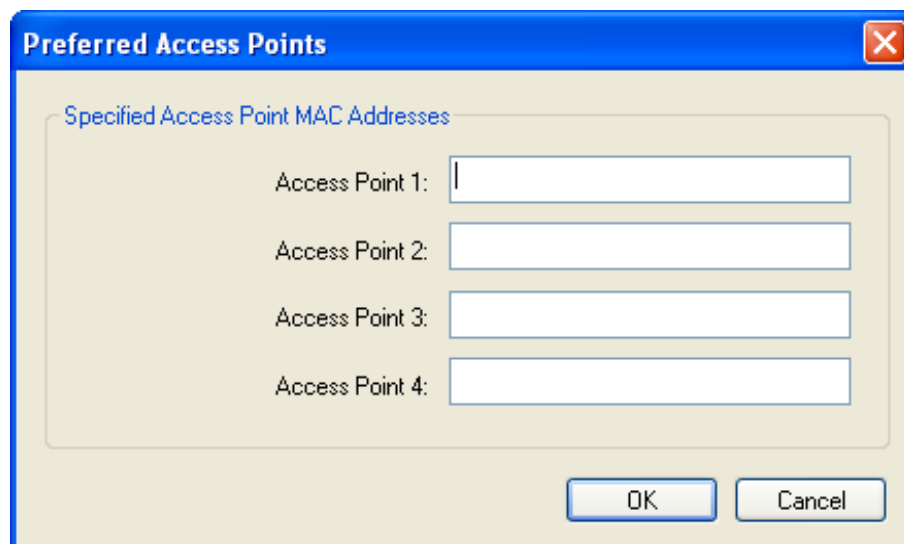 Preferred Access Points
Specified Access Point MAC Addresses
Access Point 1:
Access Point 2:
Access Point 3:
Access Point 4:
OK
Cancel